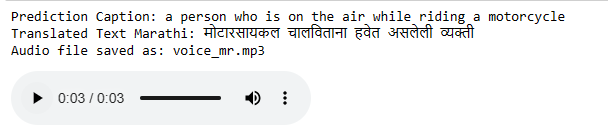 Prediction Caption: a person who is on the air while riding a motorcycle
Translated Text Marathi: मोटारसायकल चालविताना हवेत असलेली व्यक्ती
Audio file saved as: voice_mr.mp3
0:03 / 0:03